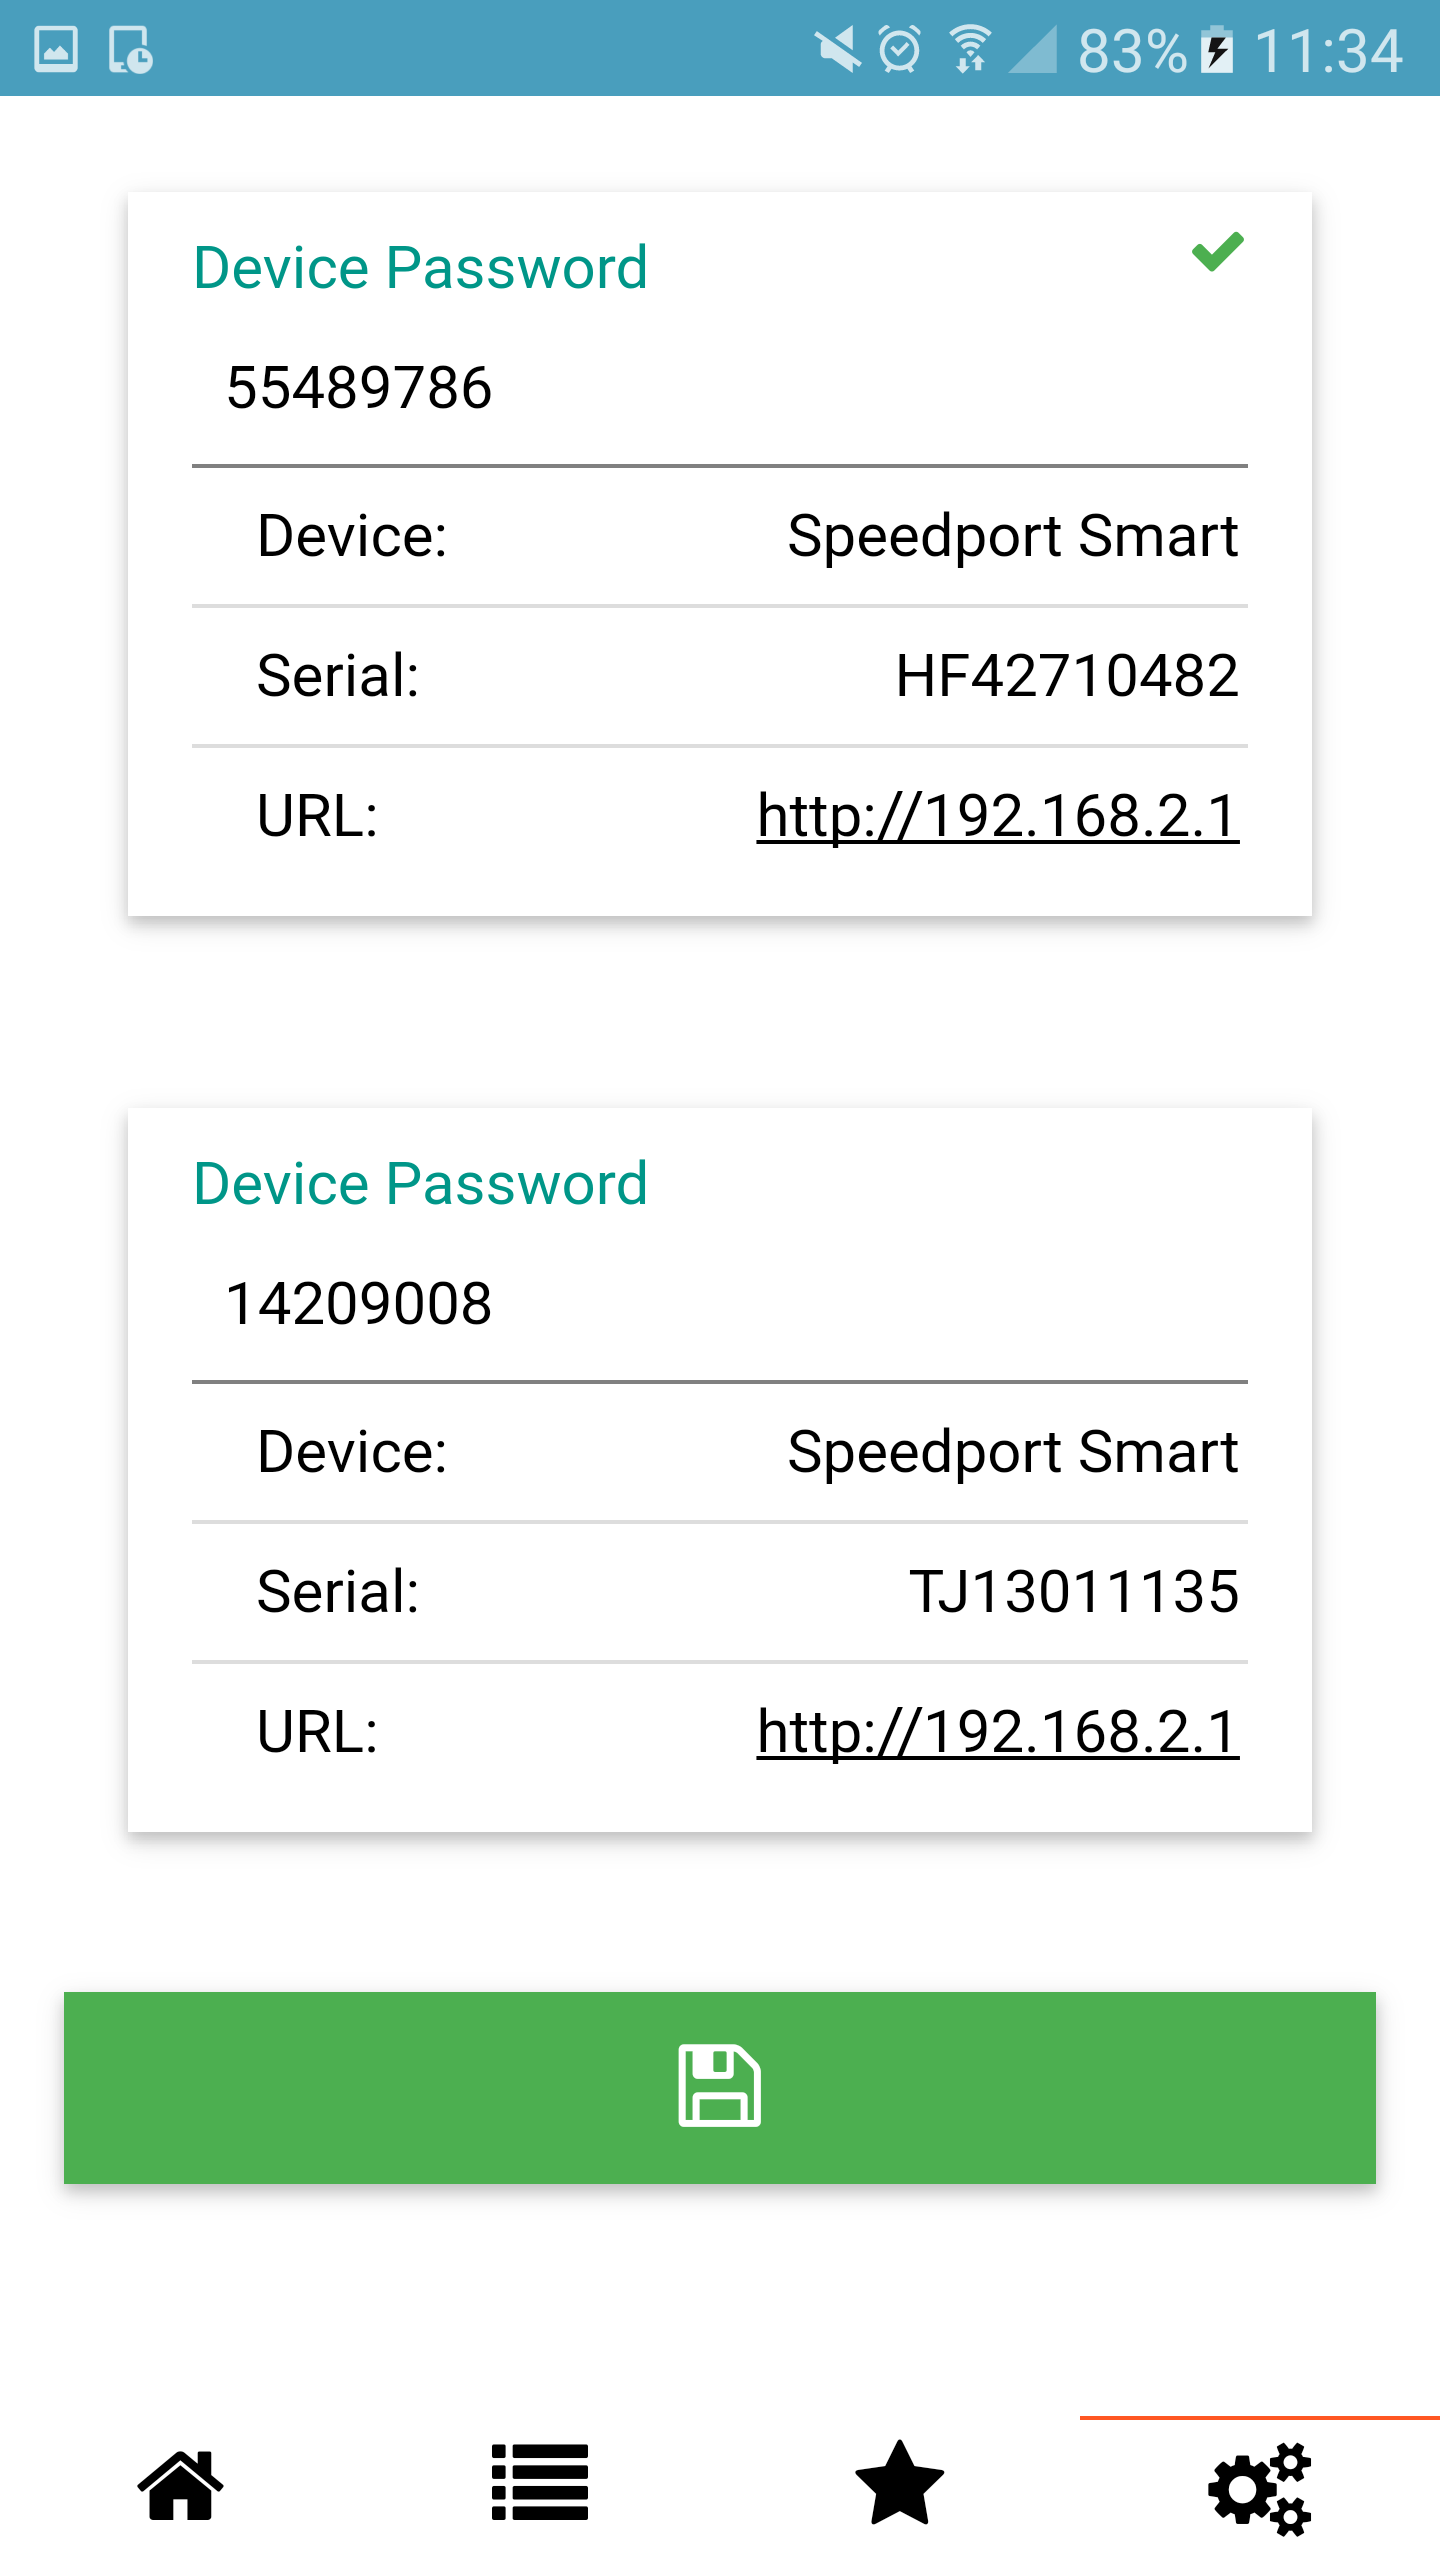 83% 11:34
Device Password
55489786
Device: Speedport Smart
Serial: HF42710482
URL: http://192.168.2.1
Device Password
14209008
Device: Speedport Smart
Serial: TJ13011135
URL: http://192.168.2.1